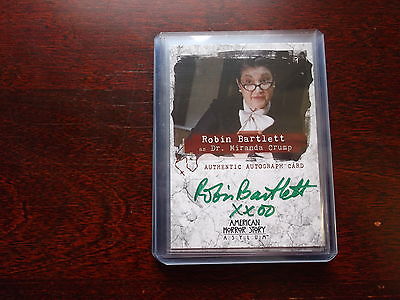 Robin Bartlett
as Dr. Miranda Crump
AUTHENTIC AUTOGRAPH CARD
Robin Bartlett
xxoo
AMERICAN
HORROR STORY
ASYLUM